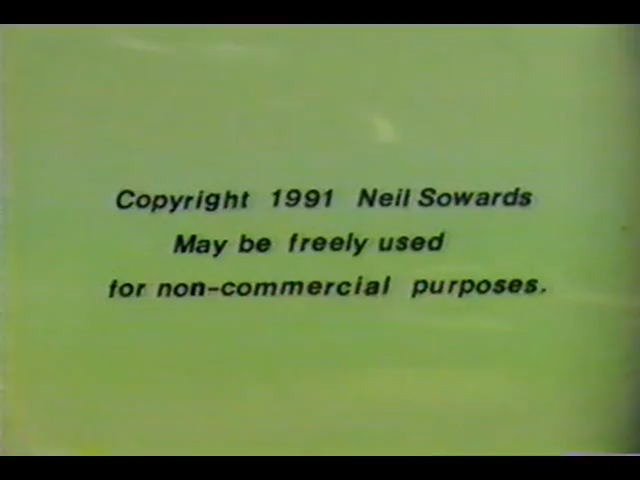 Copyright 1991 Neil Sowards
May be freely used
for non-commercial purposes.